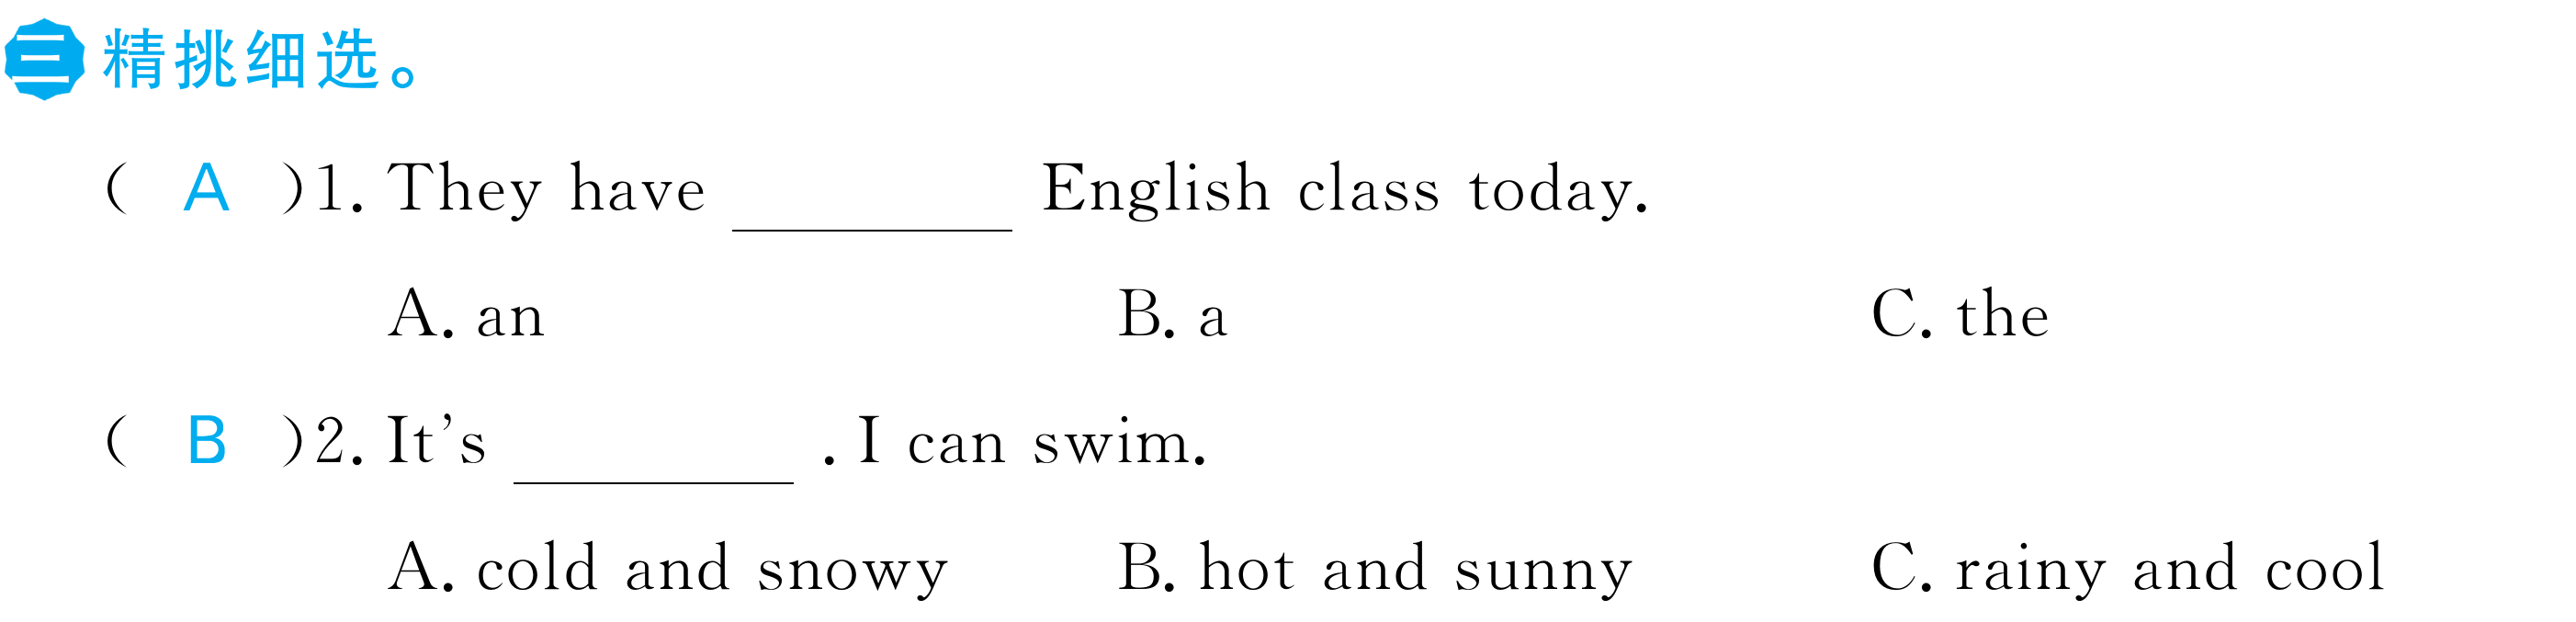 三 精挑细选。
( A )1. They have ________ English class today.
A. an B. a C. the
( B )2. It's ________ . I can swim.
A. cold and snowy B. hot and sunny C. rainy and cool